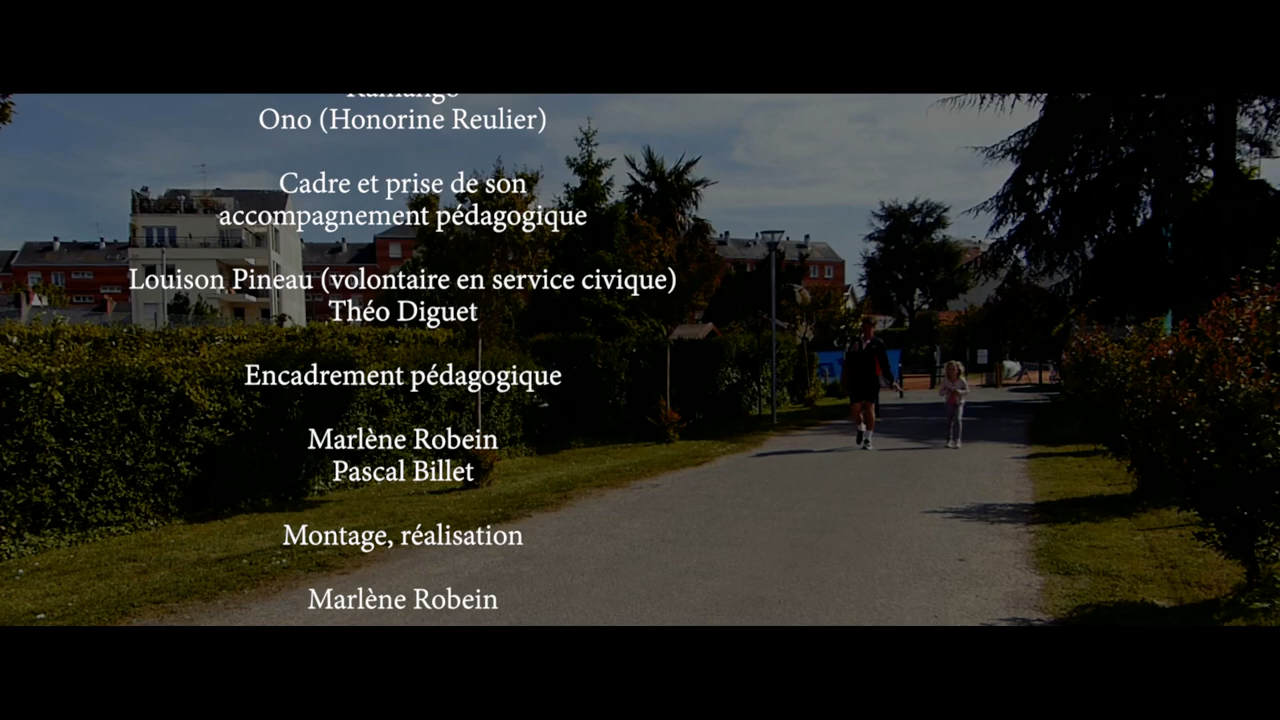 Ono (Honorine Reulier)
Cadre et prise de son
accompagnement pédagogique
Louison Pineau (volontaire en service civique)
Théo Diguet
Encadrement pédagogique
Marlène Robein
Pascal Billet
Montage, réalisation
Marlène Robein